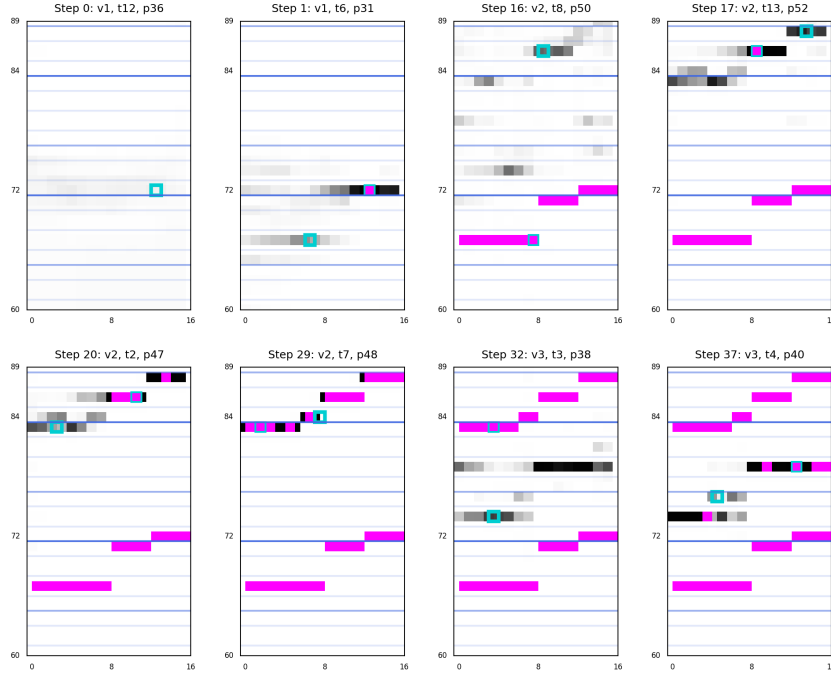 Step 0: v1, t12, p36 Step 1: v1, t6, p31 Step 16: v2, t8, p50 Step 17: v2, t13, p52
89 89 89 89
84 84 84 84
72 72 72 72
60 60 60 60
0 8 16 0 8 16 0 8 16 0 8
Step 20: v2, t2, p47 Step 29: v2, t7, p48 Step 32: v3, t3, p38 Step 37: v3, t4, p40
89 89 89 89
84 84 84 84
72 72 72 72
60 60 60 60
0 8 16 0 8 16 0 8 16 0 8